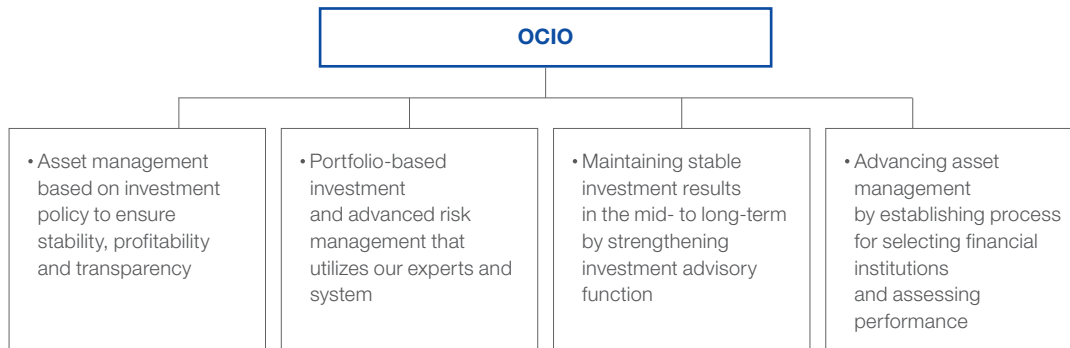 OCIO
• Asset management
based on investment
policy to ensure
stability, profitability
and transparency
• Portfolio-based
investment
and advanced risk
management that
utilizes our experts and
system
• Maintaining stable
investment results
in the mid- to long-term
by strengthening
investment advisory
function
• Advancing asset
management
by establishing process
for selecting financial
institutions
and assessing
performance